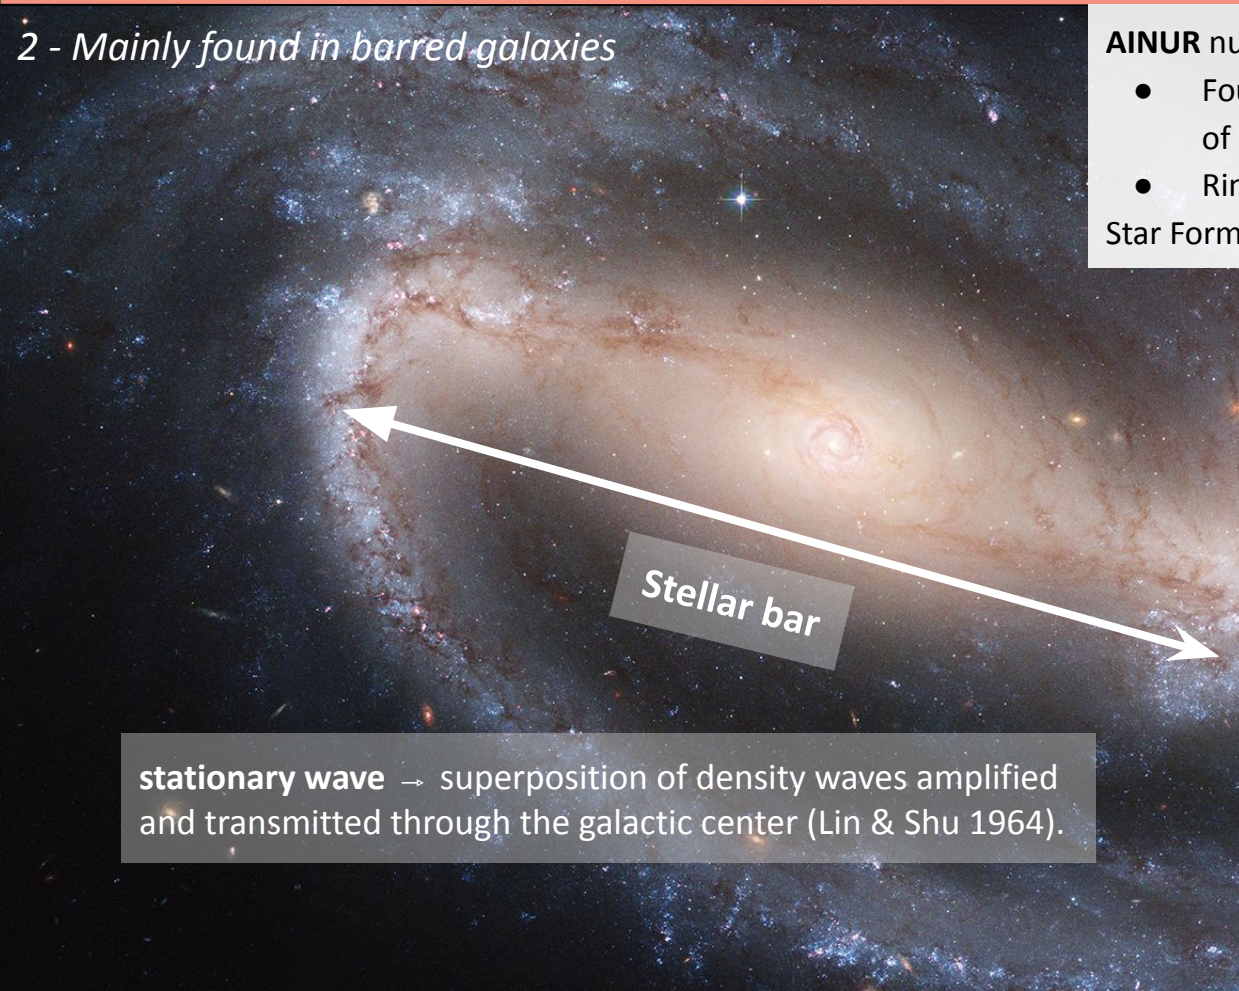 2 - Mainly found in barred galaxies
AINUR
●
of
●
Star Form
Stellar bar
stationary wave → superposition of density waves amplified
and transmitted through the galactic center (Lin & Shu 1964).